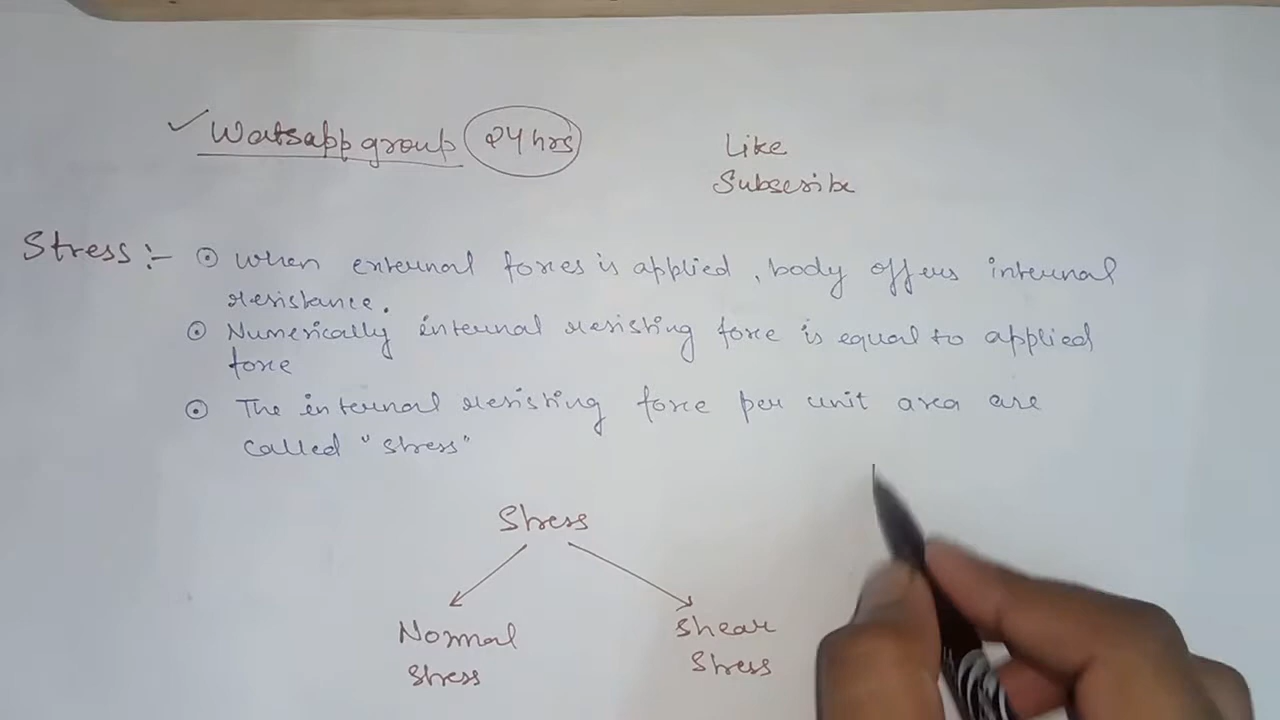 ✓ Watsapp group 24 hrs
Like
Subscribe
Stress :- ⊙ When external forces is applied, body offers internal
resistance.
⊙ Numerically internal resisting force is equal to applied
force
⊙ The internal resisting force per unit area are
called "stress"
Stress
Normal
Stress
Shear
Stress